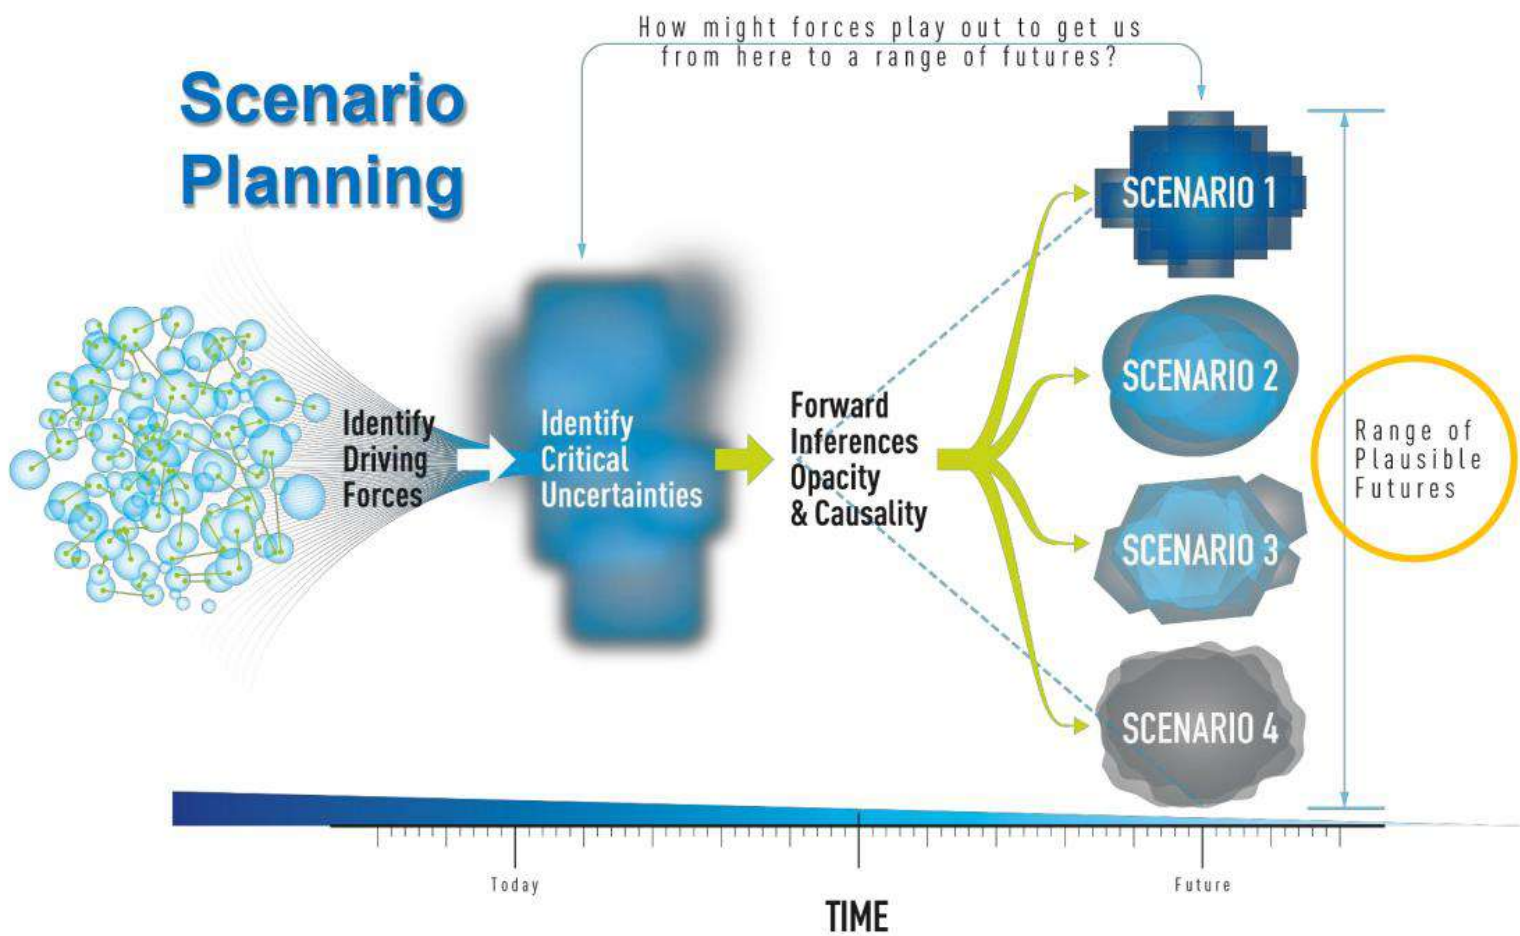 How might forces play out to get us
from here to a range of futures?
Scenario
Planning
Identify
Driving
Forces
Identify
Critical
Uncertainties
Forward
Inferences
Opacity
& Causality
SCENARIO 1
SCENARIO 2
SCENARIO 3
SCENARIO 4
Range of
Plausible
Futures
Today
Future
TIME